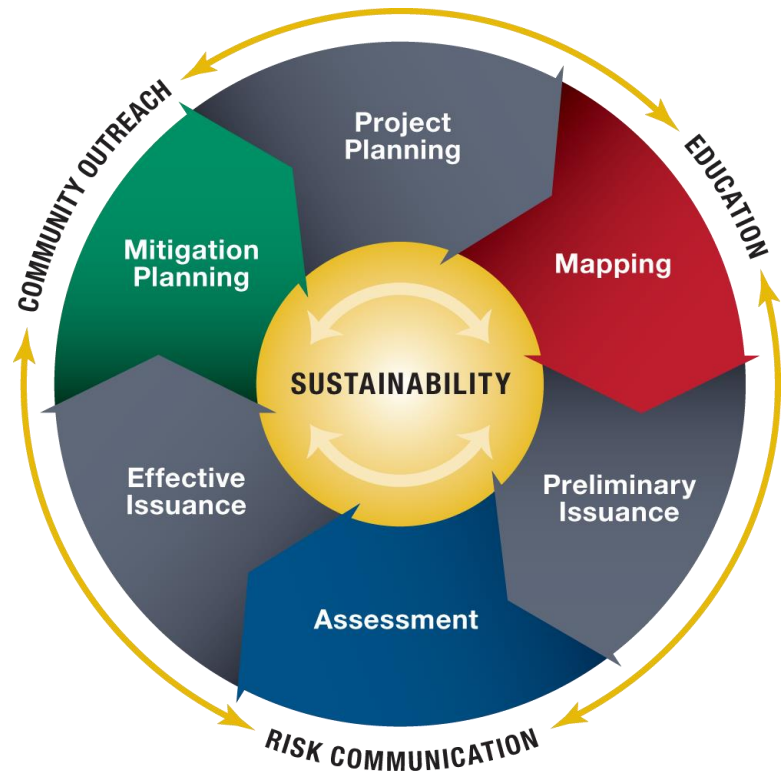 COMMUNITY OUTREACH
EDUCATION
Project
Planning
Mapping
Mitigation
Planning
SUSTAINABILITY
Preliminary
Issuance
Effective
Issuance
Assessment
RISK COMMUNICATION